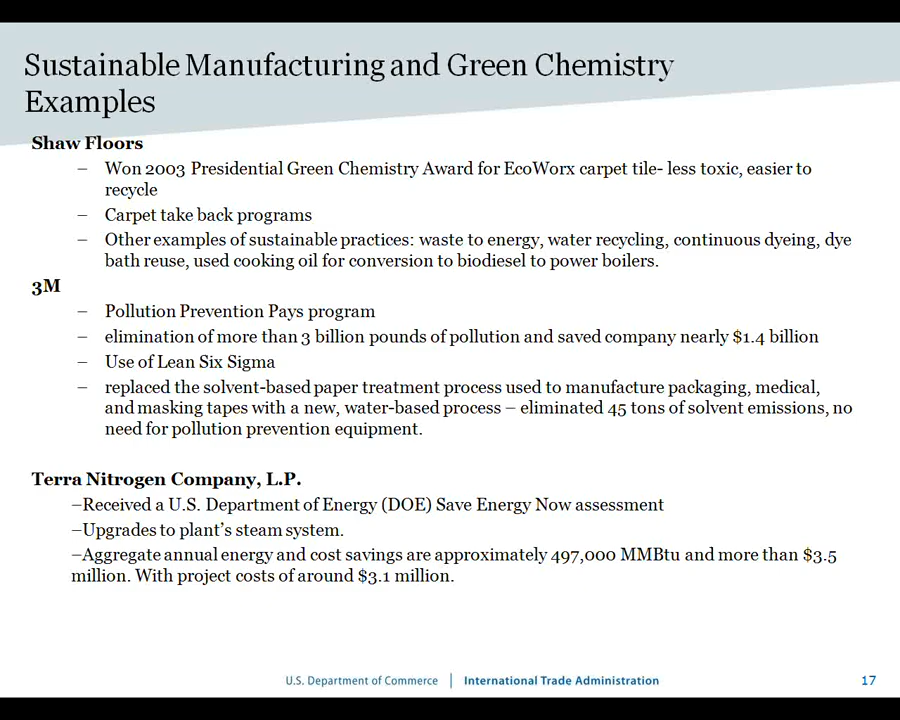 Sustainable Manufacturing and Green Chemistry
Examples
Shaw Floors
– Won 2003 Presidential Green Chemistry Award for EcoWorx carpet tile- less toxic, easier to
recycle
– Carpet take back programs
– Other examples of sustainable practices: waste to energy, water recycling, continuous dyeing, dye
bath reuse, used cooking oil for conversion to biodiesel to power boilers.
3M
– Pollution Prevention Pays program
– elimination of more than 3 billion pounds of pollution and saved company nearly $1.4 billion
– Use of Lean Six Sigma
– replaced the solvent-based paper treatment process used to manufacture packaging, medical,
and masking tapes with a new, water-based process – eliminated 45 tons of solvent emissions, no
need for pollution prevention equipment.
Terra Nitrogen Company, L.P.
–Received a U.S. Department of Energy (DOE) Save Energy Now assessment
–Upgrades to plant’s steam system.
–Aggregate annual energy and cost savings are approximately 497,000 MMBtu and more than $3.5
million. With project costs of around $3.1 million.
U.S. Department of Commerce | International Trade Administration
17